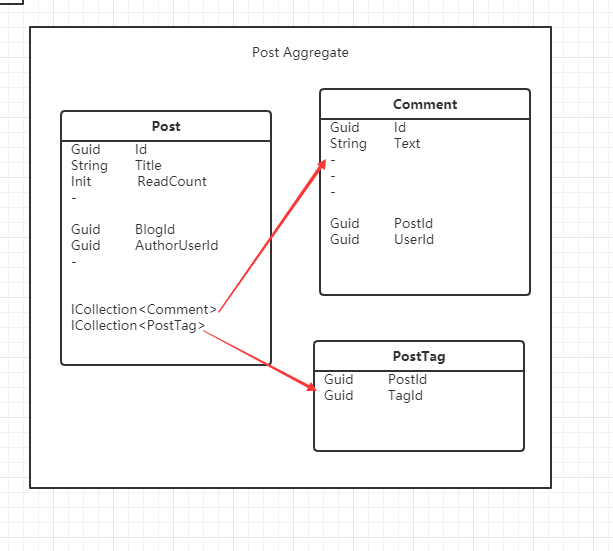 Post Aggregate
Post
Guid Id
String Title
Init ReadCount
-
Guid BlogId
Guid AuthorUserId
-
ICollection<Comment>
ICollection<PostTag>
Comment
Guid Id
String Text
-
-
-
Guid PostId
Guid UserId
PostTag
Guid PostId
Guid TagId